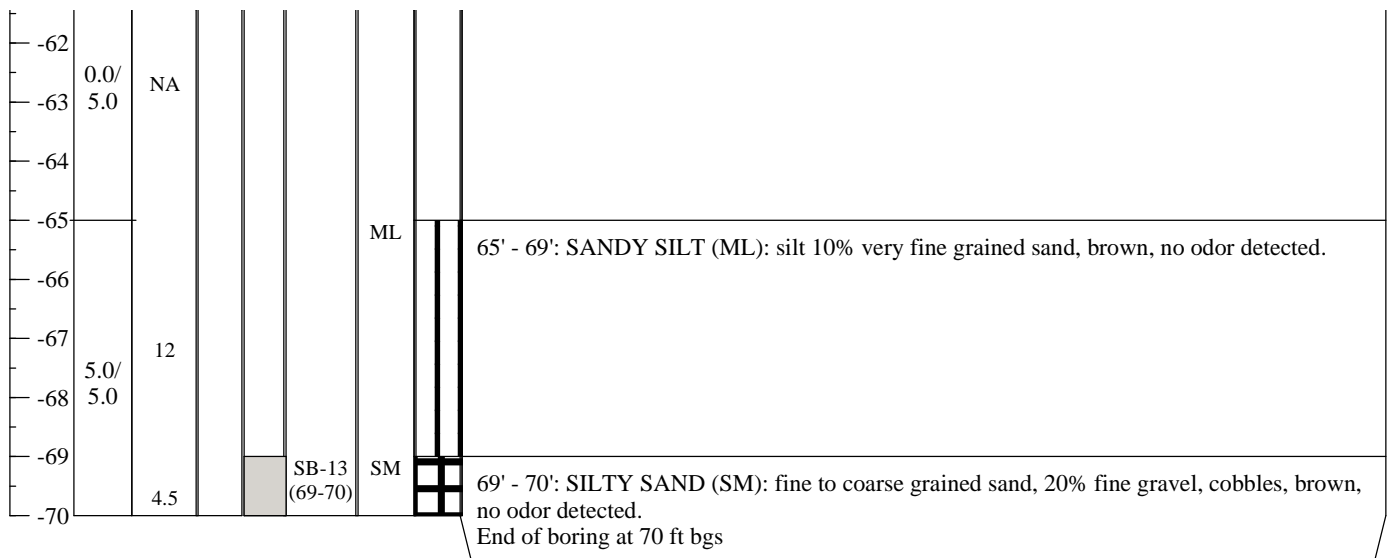 -62
0.0/
5.0
NA
-63
-64
-65
ML
65' - 69': SANDY SILT (ML): silt 10% very fine grained sand, brown, no odor detected.
-66
-67
12
5.0/
5.0
-68
-69
SB-13
(69-70)
SM
69' - 70': SILTY SAND (SM): fine to coarse grained sand, 20% fine gravel, cobbles, brown,
no odor detected.
4.5
-70
End of boring at 70 ft bgs